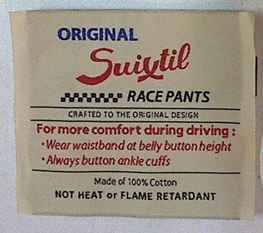 ORIGINAL
Suixtil
RACE PANTS
CRAFTED TO THE ORIGINAL DESIGN
For more comfort during driving :
•Wear waistband at belly button height
•Always button ankle cuffs
Made of 100% Cotton
NOT HEAT or FLAME RETARDANT